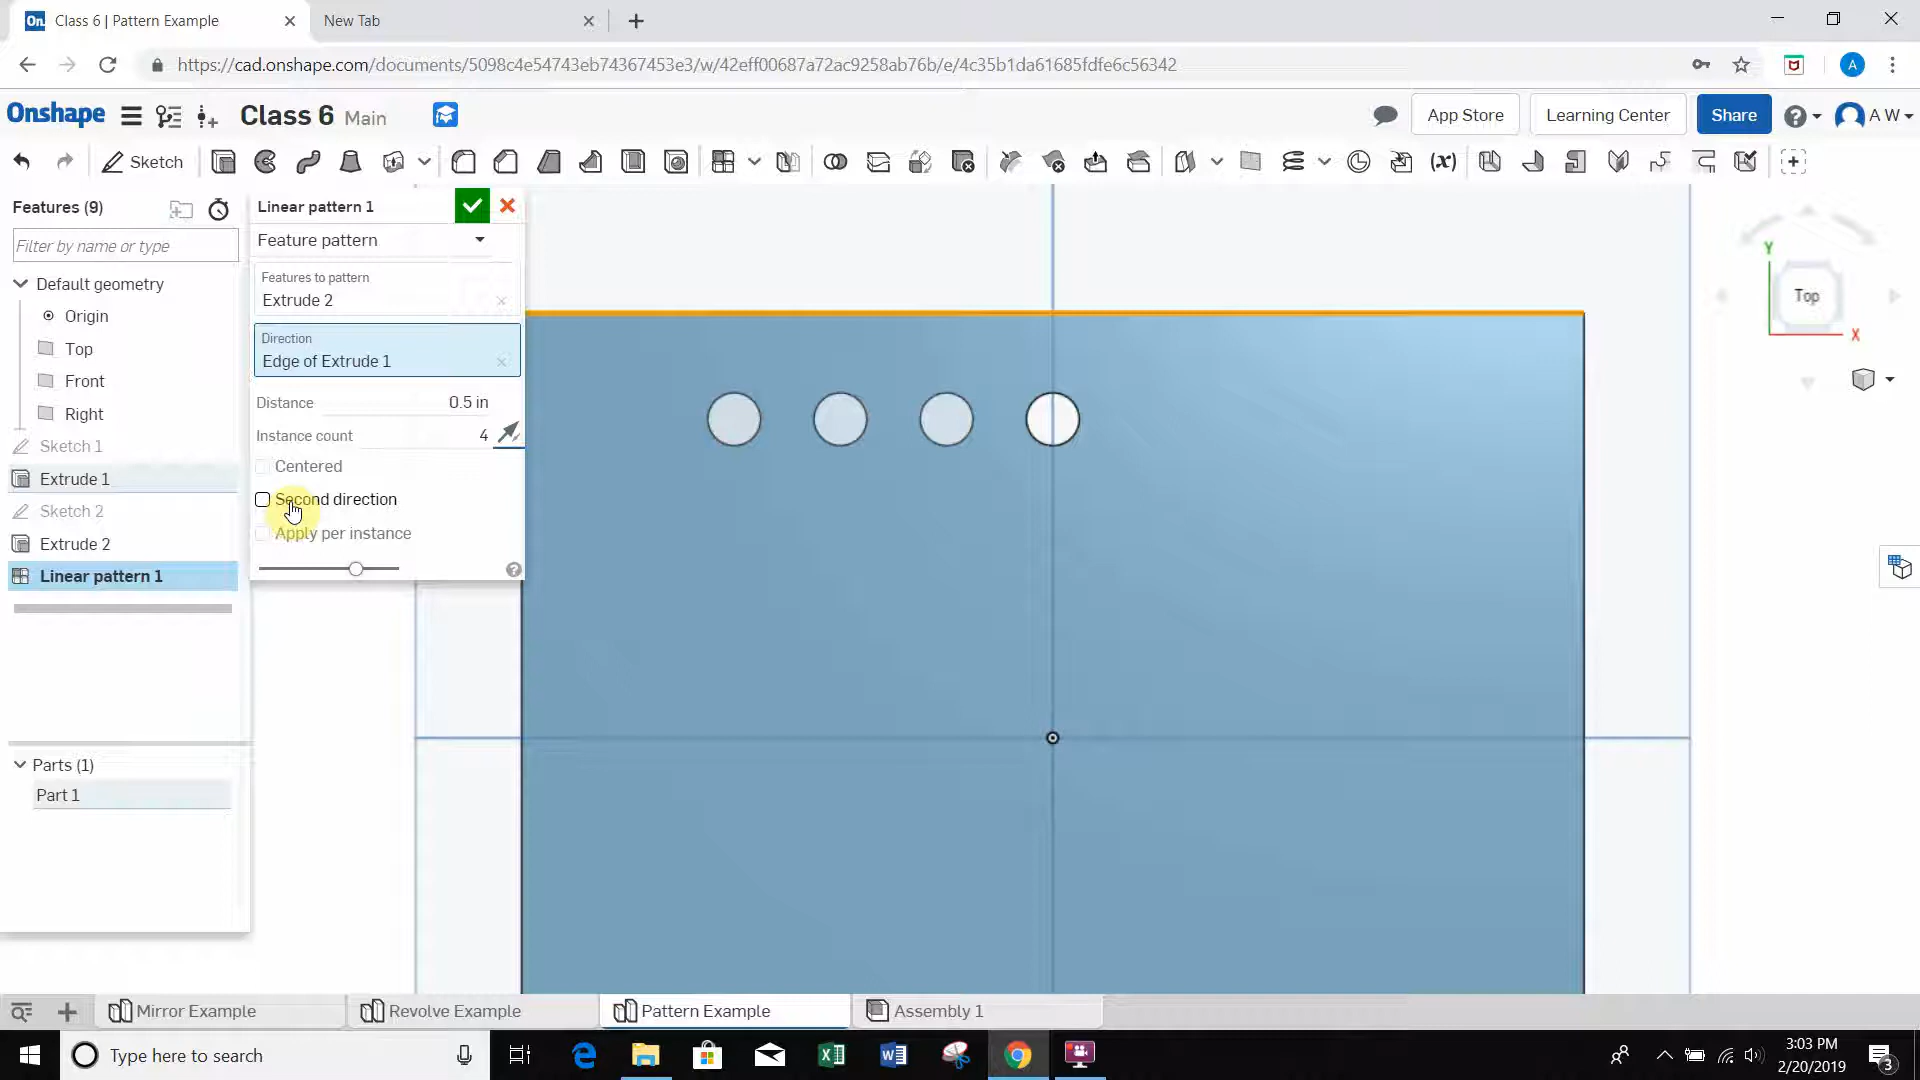 On Class 6 | Pattern Example
New Tab
https://cad.onshape.com/documents/5098c4e54743eb74367453e3/w/42eff00687a72ac9258ab76b/e/4c35b1da61685fdfe6c56342
A
Onshape Class 6 Main
App Store
Learning Center
Share
A W
Sketch
(x)
Features (9)
Filter by name or type
Default geometry
Origin
Top
Front
Right
Sketch 1
Extrude 1
Sketch 2
Extrude 2
Linear pattern 1
Parts (1)
Part 1
Linear pattern 1
Feature pattern
Features to pattern
Extrude 2
Direction
Edge of Extrude 1
Distance 0.5 in
Instance count 4
Centered
Second direction
Apply per instance
Y
Top
X
Mirror Example
Revolve Example
Pattern Example
Assembly 1
Type here to search
3:03 PM
2/20/2019
3